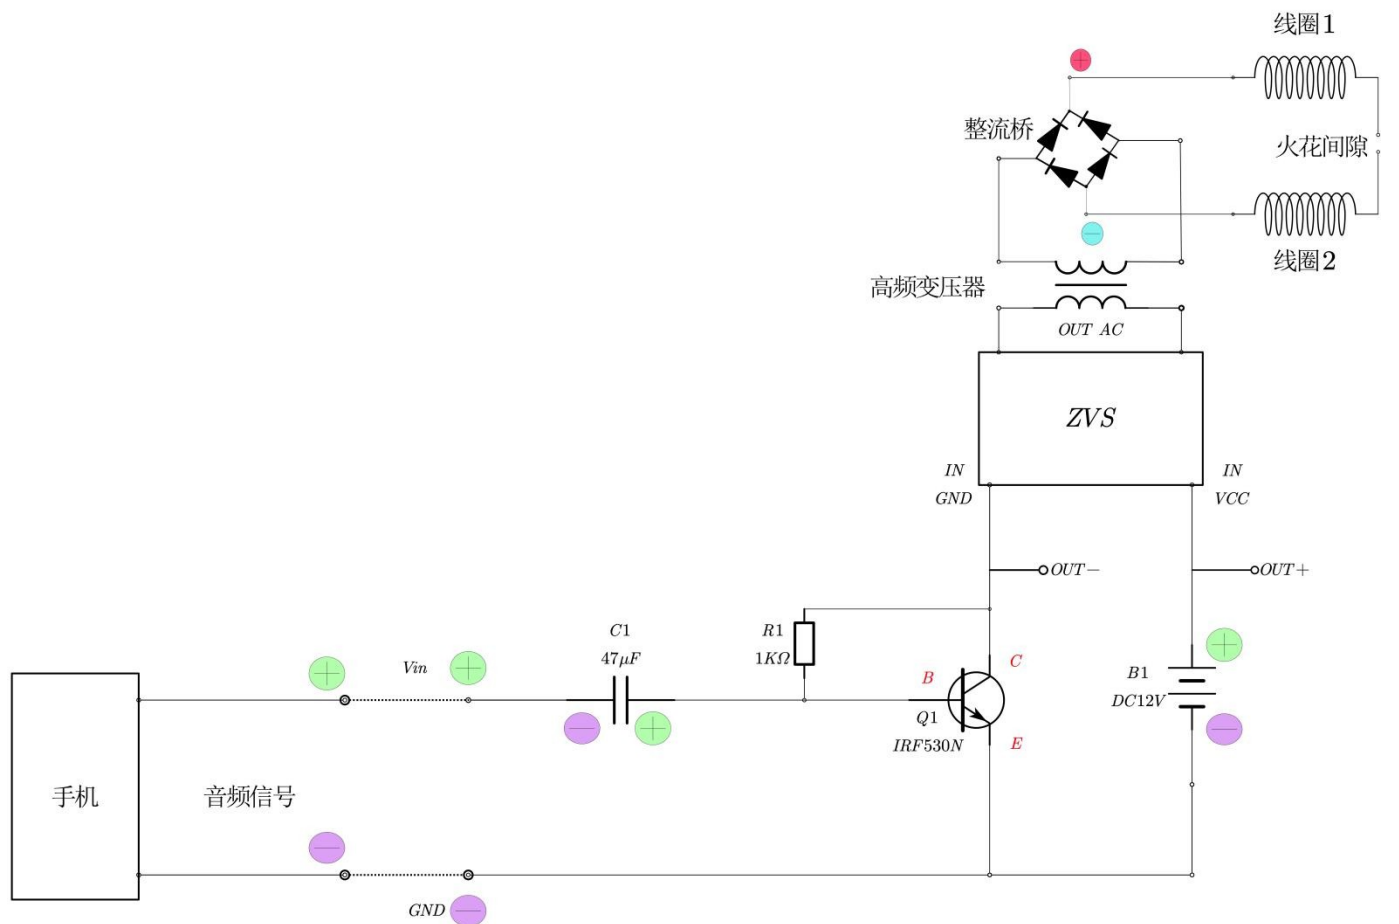 线圈1
整流桥
火花间隙
线圈2
高频变压器
OUT AC
ZVS
IN
GND
IN
VCC
OUT−
OUT+
C1
47μF
R1
1KΩ
Vin
B
C
Q1
IRF530N
E
B1
DC12V
手机
音频信号
GND